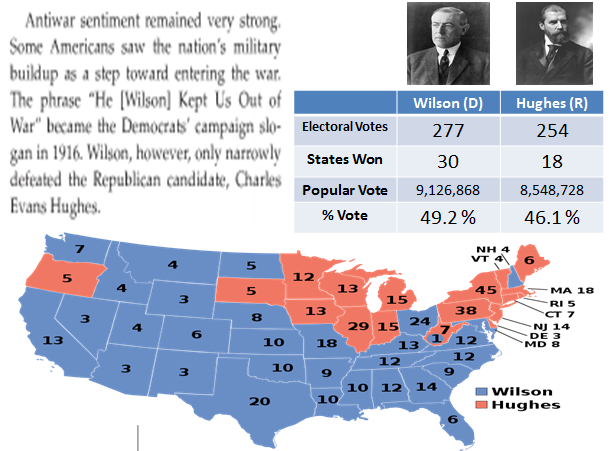 Antiwar sentiment remained very strong.
Some Americans saw the nation's military
buildup as a step toward entering the war.
The phrase “He [Wilson] Kept Us Out of
War” became the Democrats' campaign slo-
gan in 1916. Wilson, however, only narrowly
defeated the Republican candidate, Charles
Evans Hughes.
Wilson (D) Hughes (R)
Electoral Votes 277 254
States Won 30 18
Popular Vote 9,126,868 8,548,728
% Vote 49.2 % 46.1 %
7
4
5
12
NH 4
VT 4
6
5
4
3
5
13
15
45
MA 18
RI 5
CT 7
3
4
6
8
13
29
15
24
38
NJ 14
DE 3
MD 8
13
10
18
13
7
1
12
3
3
10
9
12
12
20
10
10
12
14
9
6
Wilson
Hughes